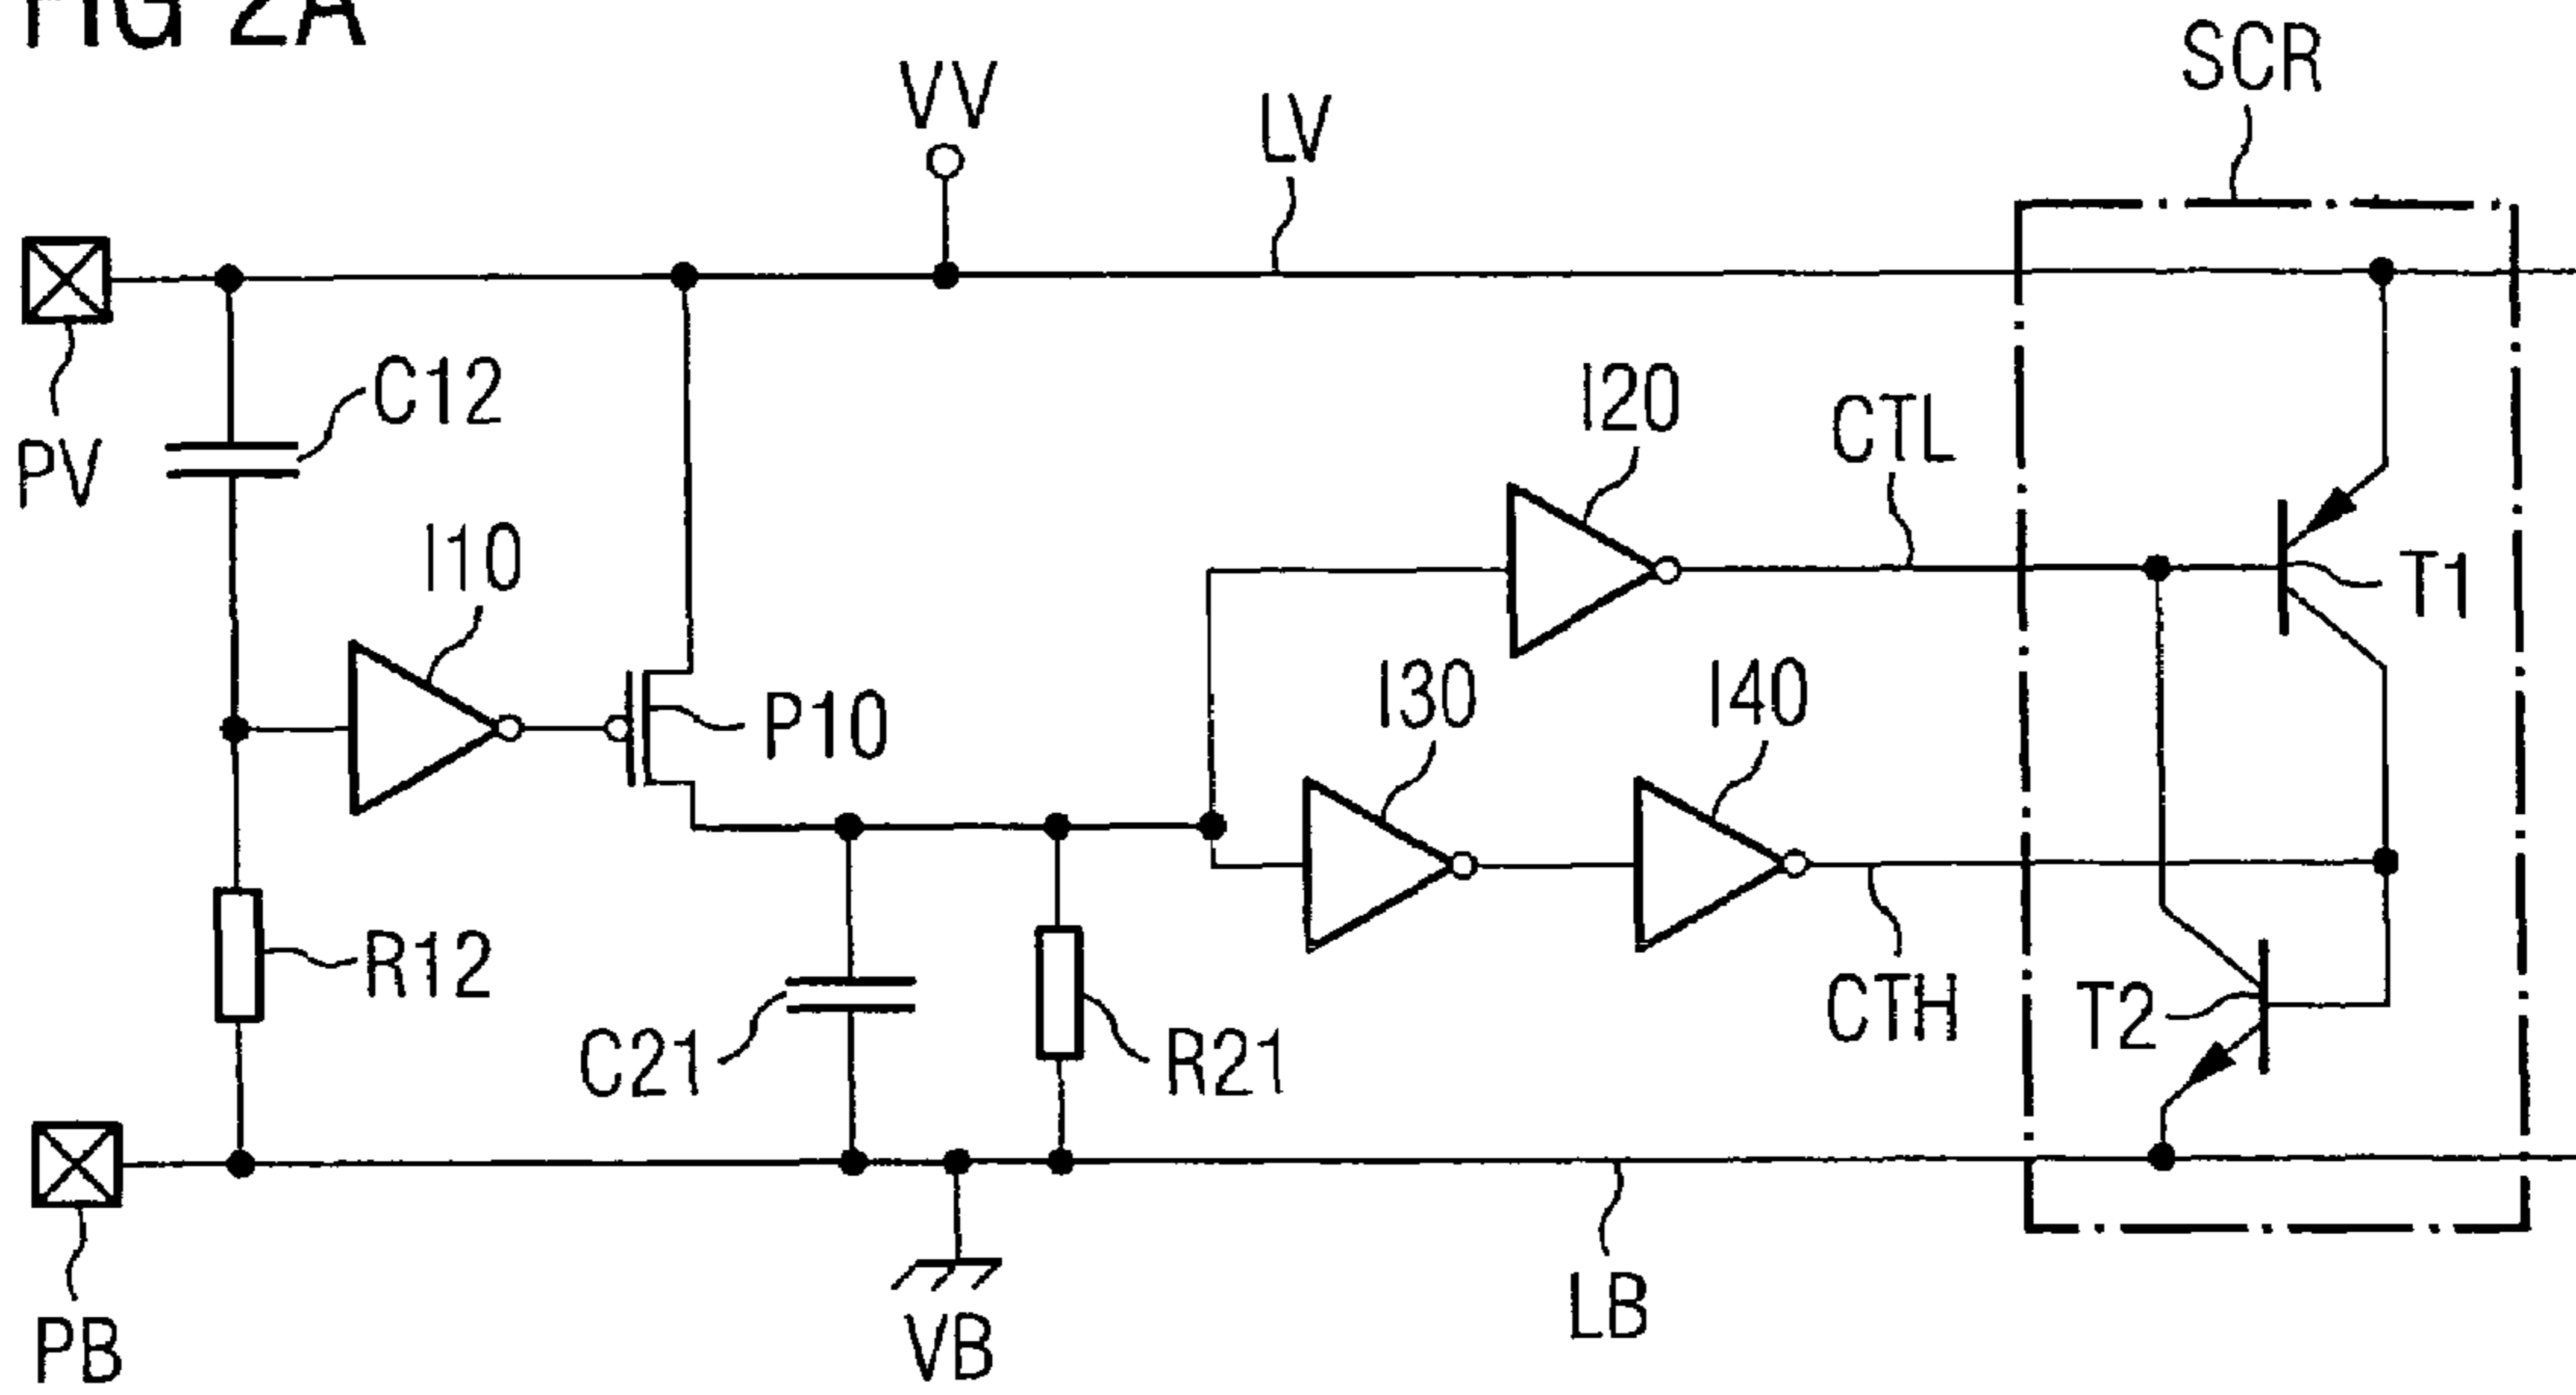 FIG 2A
SCR
VV
LV
PV
C12
I20
CTL
I10
T1
P10
I30
I40
R12
C21
R21
CTH
T2
PB
VB
LB